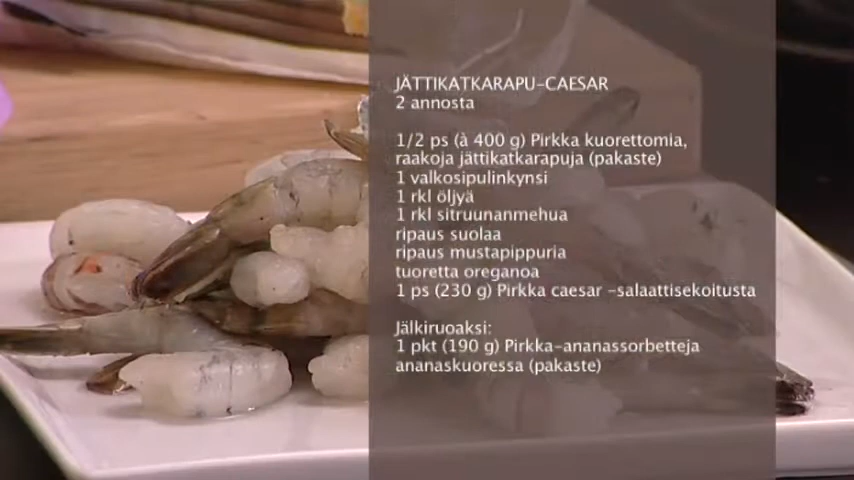 JÄTTIKATKARAPU-CAESAR
2 annosta
1/2 ps (à 400 g) Pirkka kuorettomia,
raakoja jättikatkarapuja (pakaste)
1 valkosipulinkynsi
1 rkl öljyä
1 rkl sitruunanmehua
ripaus suolaa
ripaus mustapippuria
tuoretta oreganoa
1 ps (230 g) Pirkka caesar -salaattisekoitusta
Jälkiruoaksi:
1 pkt (190 g) Pirkka-ananassorbetteja
ananaskuoressa (pakaste)